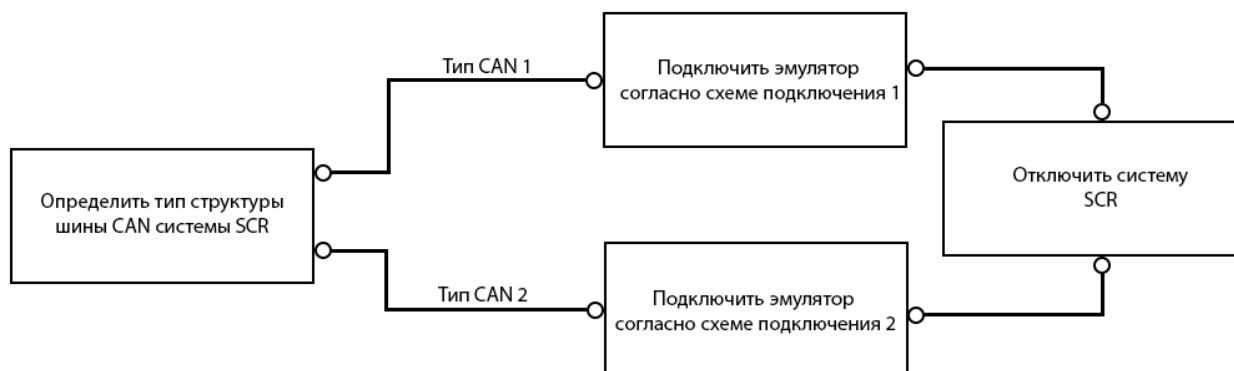 Тип CAN 1
Подключить эмулятор
согласно схеме подключения 1
Определить тип структуры
шины CAN системы SCR
Отключить систему
SCR
Тип CAN 2
Подключить эмулятор
согласно схеме подключения 2